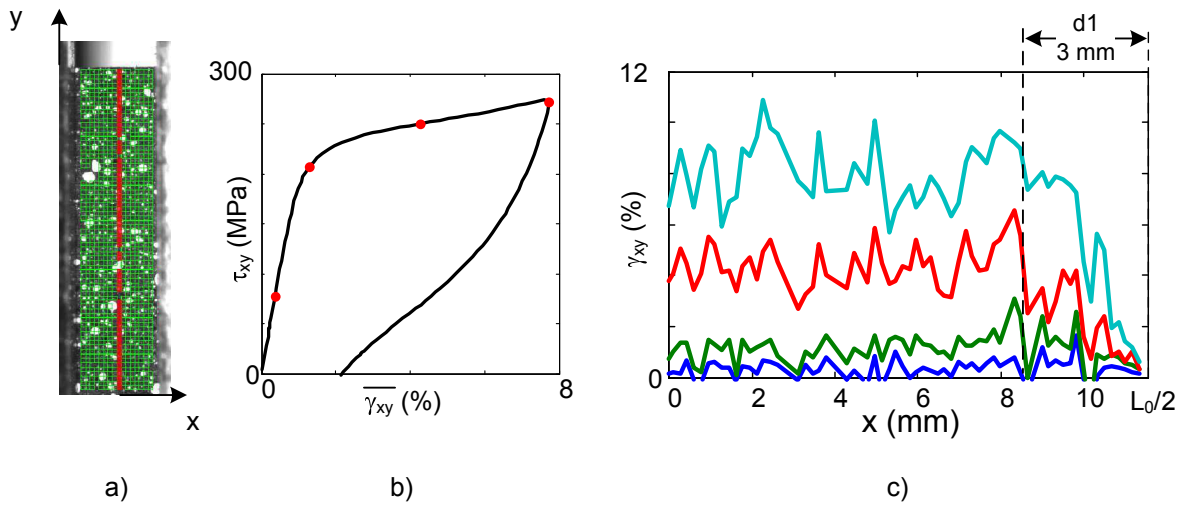 y
x
a)
300
τxy (MPa)
0
8
γxy (%)
b)
d1
3 mm
12
γxy (%)
0
0
2
4
6
8
10
L0/2
x (mm)
c)